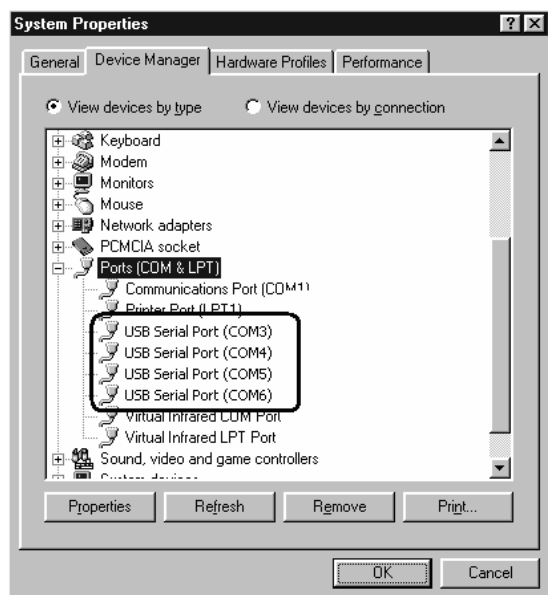 System Properties
General Device Manager Hardware Profiles Performance
View devices by type View devices by connection
Keyboard
Modem
Monitors
Mouse
Network adapters
PCMCIA socket
Ports (COM & LPT)
Communications Port (COM1)
Printer Port (LPT1)
USB Serial Port (COM3)
USB Serial Port (COM4)
USB Serial Port (COM5)
USB Serial Port (COM6)
Virtual Infrared COM Port
Virtual Infrared LPT Port
Sound, video and game controllers
System devices
Properties Refresh Remove Print...
OK Cancel